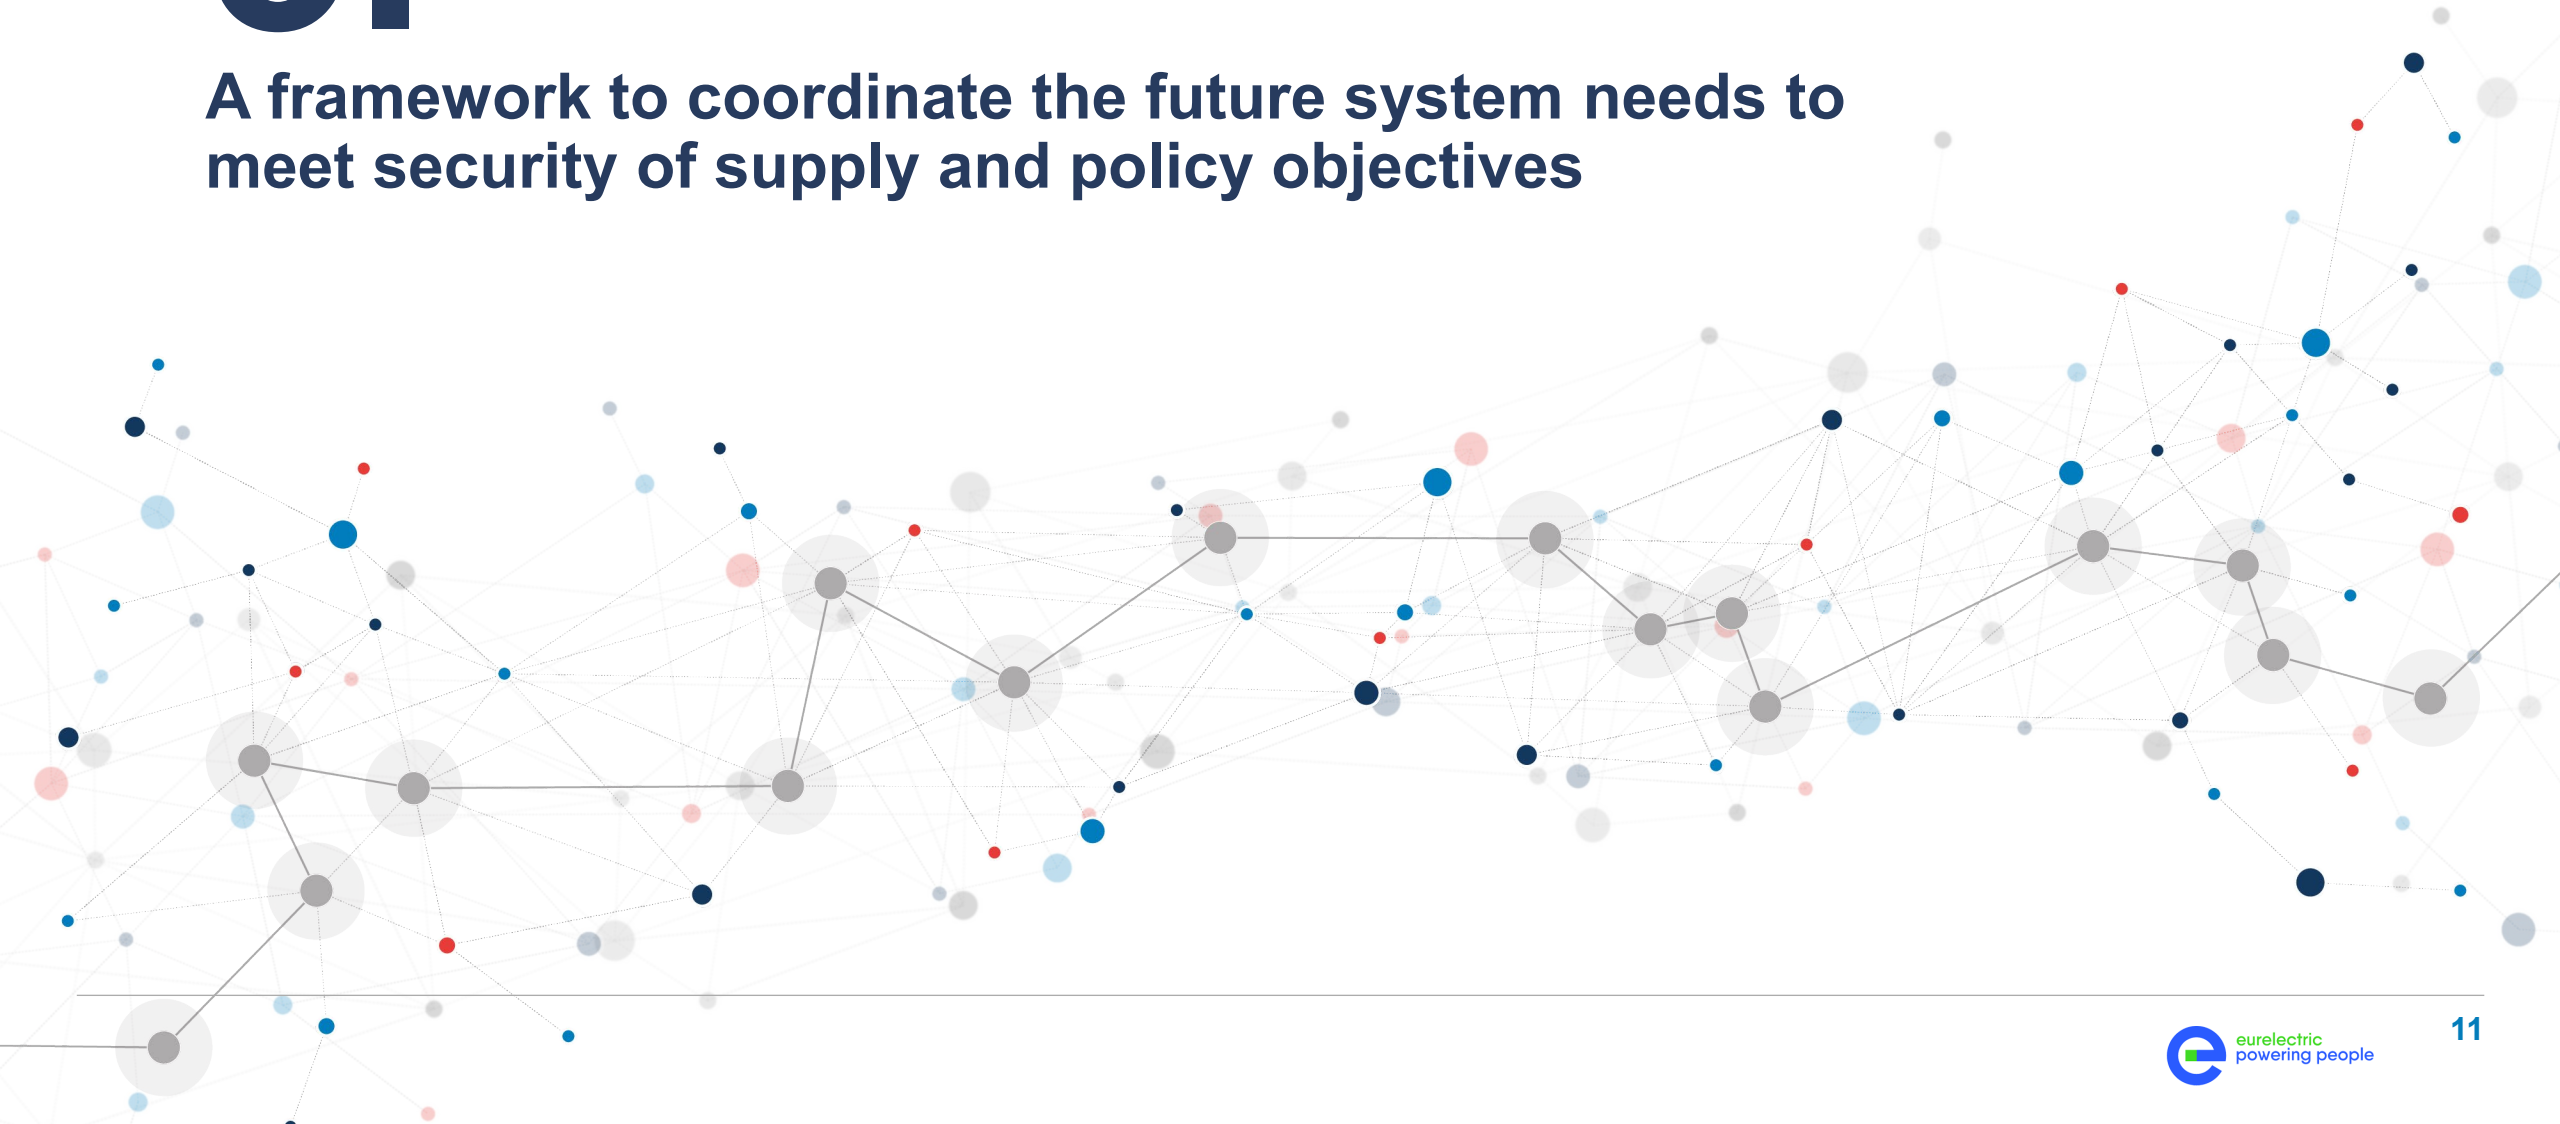 A framework to coordinate the future system needs to
meet security of supply and policy objectives
11
eurelectric
powering people